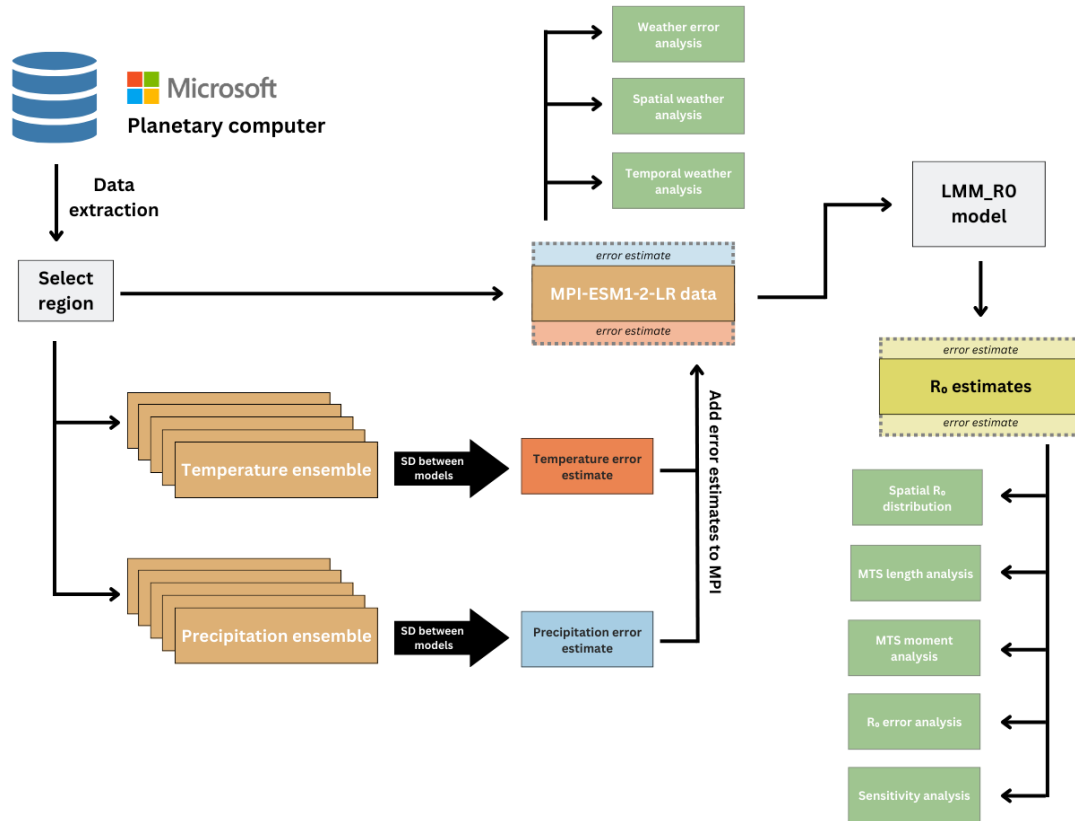 Microsoft
Planetary computer
Data
extraction
Select
region
Weather error
analysis
Spatial weather
analysis
Temporal weather
analysis
error estimate
MPI-ESM1-2-LR data
error estimate
LMM_R0
model
error estimate
R₀ estimates
error estimate
Temperature ensemble
SD between
models
Temperature error
estimate
Precipitation ensemble
SD between
models
Precipitation error
estimate
Add error estimates to MPI
Spatial R₀
distribution
MTS length analysis
MTS moment
analysis
R₀ error analysis
Sensitivity analysis